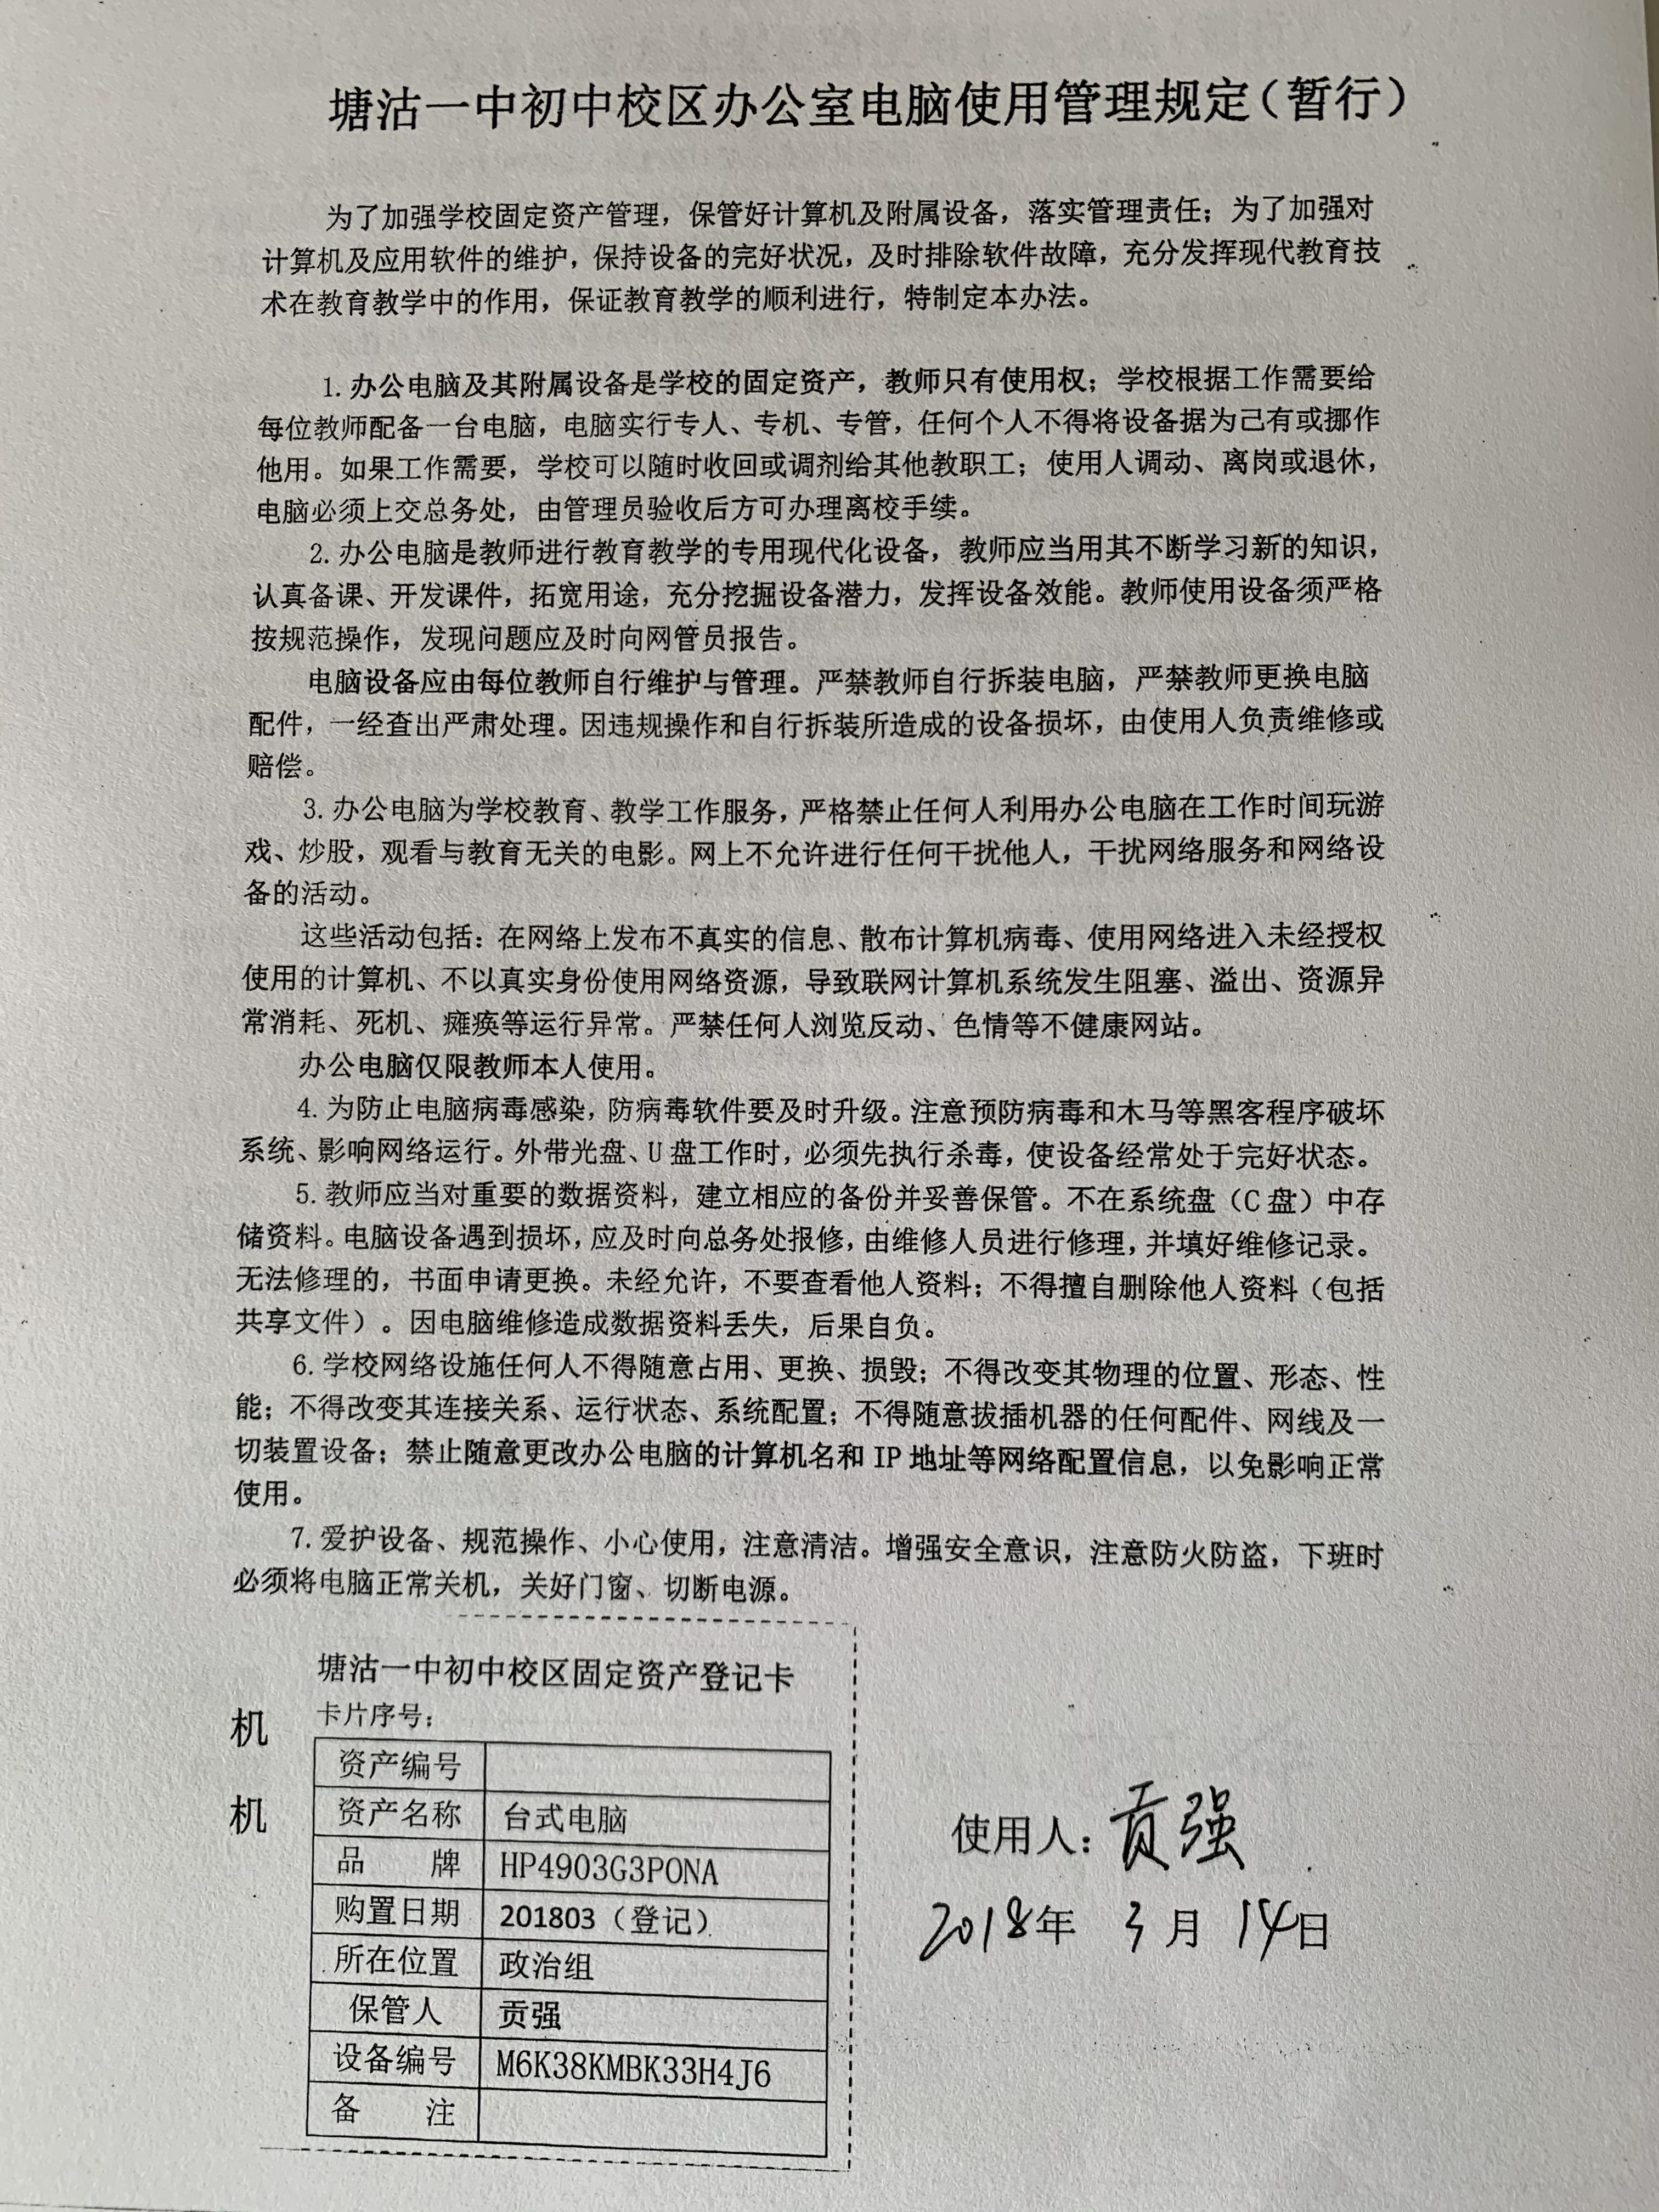 塘沽一中初中校区办公室电脑使用管理规定（暂行）
为了加强学校固定资产管理，保管好计算机及附属设备，落实管理责任；为了加强对
计算机及应用软件的维护，保持设备的完好状况，及时排除软件故障，充分发挥现代教育技
术在教育教学中的作用，保证教育教学的顺利进行，特制定本办法。
1.办公电脑及其附属设备是学校的固定资产，教师只有使用权；学校根据工作需要给
每位教师配备一台电脑，电脑实行专人、专机、专管，任何个人不得将设备据为己有或挪作
他用。如果工作需要，学校可以随时收回或调剂给其他教职工；使用人调动、离岗或退休，
电脑必须上交总务处，由管理员验收后方可办理离校手续。
2.办公电脑是教师进行教育教学的专用现代化设备，教师应当用其不断学习新的知识，
认真备课、开发课件，拓宽用途，充分挖掘设备潜力，发挥设备效能。教师使用设备须严格
按规范操作，发现问题应及时向网管员报告。
电脑设备应由每位教师自行维护与管理。严禁教师自行拆装电脑，严禁教师更换电脑
配件，一经查出严肃处理。因违规操作和自行拆装所造成的设备损坏，由使用人负责维修或
赔偿。
3.办公电脑为学校教育、教学工作服务，严格禁止任何人利用办公电脑在工作时间玩游
戏、炒股，观看与教育无关的电影。网上不允许进行任何干扰他人，干扰网络服务和网络设
备的活动。
这些活动包括：在网络上发布不真实的信息、散布计算机病毒、使用网络进入未经授权
使用的计算机、不以真实身份使用网络资源，导致联网计算机系统发生阻塞、溢出、资源异
常消耗、死机、瘫痪等运行异常。严禁任何人浏览反动、色情等不健康网站。
办公电脑仅限教师本人使用。
4.为防止电脑病毒感染，防病毒软件要及时升级。注意预防病毒和木马等黑客程序破坏
系统、影响网络运行。外带光盘、U盘工作时，必须先执行杀毒，使设备经常处于完好状态。
5.教师应当对重要的数据资料，建立相应的备份并妥善保管。不在系统盘（C盘）中存
储资料。电脑设备遇到损坏，应及时向总务处报修，由维修人员进行修理，并填好维修记录。
无法修理的，书面申请更换。未经允许，不要查看他人资料；不得擅自删除他人资料（包括
共享文件）。因电脑维修造成数据资料丢失，后果自负。
6.学校网络设施任何人不得随意占用、更换、损毁；不得改变其物理的位置、形态、性
能；不得改变其连接关系、运行状态、系统配置；不得随意拔插机器的任何配件、网线及一
切装置设备；禁止随意更改办公电脑的计算机名和 IP 地址等网络配置信息，以免影响正常
使用。
7.爱护设备、规范操作、小心使用，注意清洁。增强安全意识，注意防火防盗，下班时
必须将电脑正常关机，关好门窗、切断电源。
塘沽一中初中校区固定资产登记卡
机 卡片序号：
资产编号
机 资产名称 台式电脑
品 牌 HP4903G3PONA
购置日期 201803（登记）
所在位置 政治组
保管人 贡强
设备编号 M6K38KMBK33H4J6
备 注
使用人：贡强
2018年 3月 14日